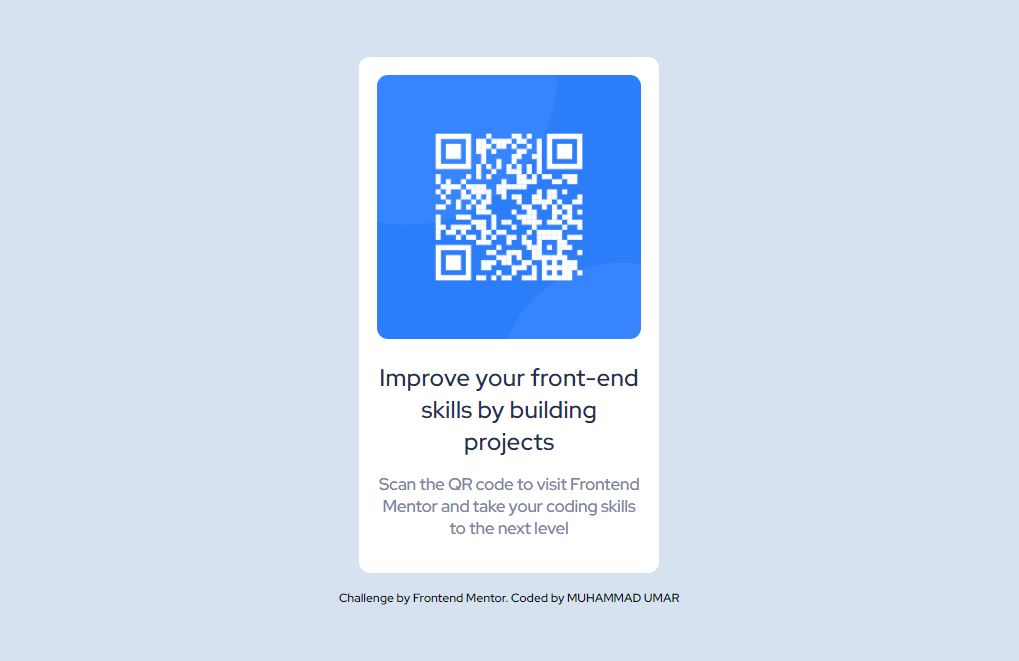 Improve your front-end
skills by building
projects
Scan the QR code to visit Frontend
Mentor and take your coding skills
to the next level
Challenge by Frontend Mentor. Coded by MUHAMMAD UMAR